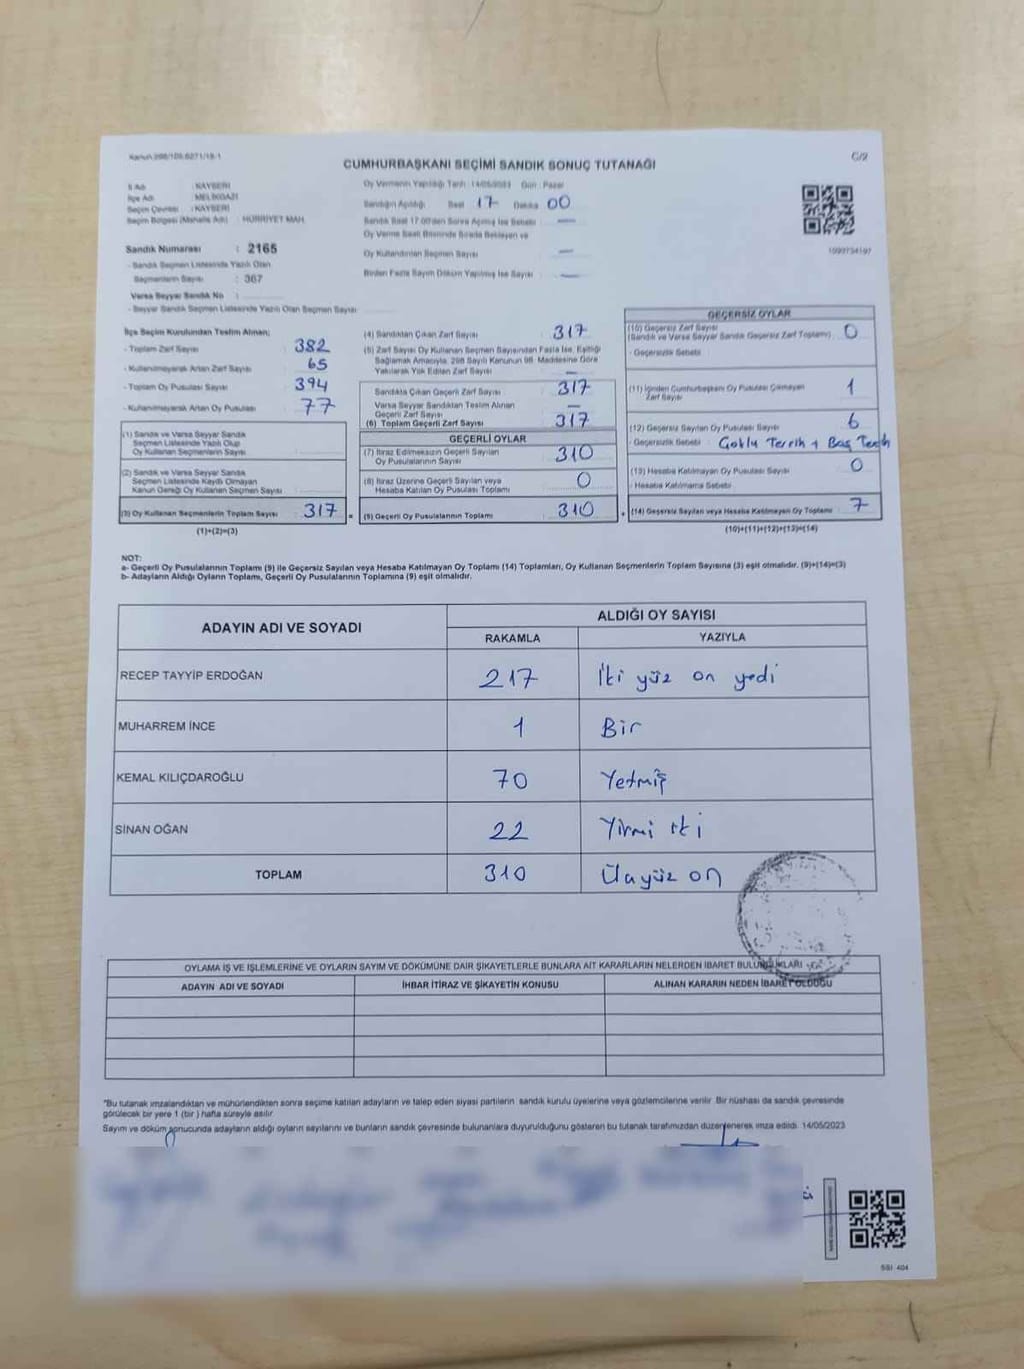 Kanun:298/109,6271/18-1
C/2
CUMHURBAŞKANI SEÇİMİ SANDIK SONUÇ TUTANAĞI
İl Adı : KAYSERİ
İlçe Adı : MELİKGAZİ
Seçim Çevresi : KAYSERİ
Seçim Bölgesi (Mahalle Adı) : HÜRRİYET MAH.
Sandık Numarası : 2165
- Sandık Seçmen Listesinde Yazılı Olan
Seçmenlerin Sayısı : 367
Varsa Seyyar Sandık No :
- Seyyar Sandık Seçmen Listesinde Yazılı Olan Seçmen Sayısı
Oy Vermenin Yapıldığı Tarih : 14/05/2023 Gün : Pazar
Sandığın Açıldığı Saat 17 Dakika 00
Sandık Saat 17.00'den Sonra Açılmış İse Sebebi : —
Oy Verme Saati Bitiminde Sırada Bekleyen ve
Oy Kullandırılan Seçmen Sayısı : —
Birden Fazla Sayım Döküm Yapılmış İse Sayısı : —
1099734197
İlçe Seçim Kurulundan Teslim Alınan;
- Toplam Zarf Sayısı : 382
- Kullanılmayarak Artan Zarf Sayısı : 65
- Toplam Oy Pusulası Sayısı : 394
- Kullanılmayarak Artan Oy Pusulası : 77
(1) Sandık ve Varsa Seyyar Sandık
Seçmen Listesinde Yazılı Olup
Oy Kullanan Seçmenlerin Sayısı
(2) Sandık ve Varsa Seyyar Sandık
Seçmen Listesinde Kayıtlı Olmayan
Kanun Gereği Oy Kullanan Seçmen Sayısı
(3) Oy Kullanan Seçmenlerin Toplam Sayısı : 317
(1)+(2)=(3)
(4) Sandıktan Çıkan Zarf Sayısı : 317
(5) Zarf Sayısı Oy Kullanan Seçmen Sayısından Fazla İse, Eşitliği
Sağlamak Amacıyla, 298 Sayılı Kanunun 98. Maddesine Göre
Yakılarak Yok Edilen Zarf Sayısı : —
Sandıkta Çıkan Geçerli Zarf Sayısı : 317
Varsa Seyyar Sandıktan Teslim Alınan
Geçerli Zarf Sayısı : —
(6) Toplam Geçerli Zarf Sayısı : 317
GEÇERLİ OYLAR
(7) İtiraz Edilmeksizin Geçerli Sayılan
Oy Pusulalarının Sayısı : 310
(8) İtiraz Üzerine Geçerli Sayılan veya
Hesaba Katılan Oy Pusulası Toplamı : 0
(9) Geçerli Oy Pusulalarının Toplamı : 310
GEÇERSİZ OYLAR
(10) Geçersiz Zarf Sayısı
(Sandık ve Varsa Seyyar Sandık Geçersiz Zarf Toplamı) : 0
- Geçersizlik Sebebi :
(11) İçinden Cumhurbaşkanı Oy Pusulası Çıkmayan
Zarf Sayısı : 1
(12) Geçersiz Sayılan Oy Pusulası Sayısı : 6
- Geçersizlik Sebebi :
(13) Hesaba Katılmayan Oy Pusulası Sayısı : 0
- Hesaba Katılmama Sebebi :
(14) Geçersiz Sayılan veya Hesaba Katılmayan Oy Toplamı : 7
(10)+(11)+(12)+(13)=(14)
NOT:
a- Geçerli Oy Pusulalarının Toplamı (9) ile Geçersiz Sayılan veya Hesaba Katılmayan Oy Toplamı (14) Toplamları, Oy Kullanan Seçmenlerin Toplam Sayısına (3) eşit olmalıdır. (9)+(14)=(3)
b- Adayların Aldığı Oyların Toplamı, Geçerli Oy Pusulalarının Toplamına (9) eşit olmalıdır.
ADAYIN ADI VE SOYADI
ALDIĞI OY SAYISI
RAKAMLA YAZIYLA
RECEP TAYYİP ERDOĞAN 217 İki yüz on yedi
MUHARREM İNCE 1 Bir
KEMAL KILIÇDAROĞLU 70 Yetmiş
SİNAN OĞAN 22 Yirmi iki
TOPLAM 310 Üçyüz on
OYLAMA İŞ VE İŞLEMLERİNE VE OYLARIN SAYIM VE DÖKÜMÜNE DAİR ŞİKAYETLERLE BUNLARA AİT KARARLARIN NELERDEN İBARET BULUNDUKLARI
ADAYIN ADI VE SOYADI İHBAR İTİRAZ VE ŞİKAYETİN KONUSU ALINAN KARARIN NEDEN İBARET OLDUĞU
*Bu tutanak imzalandıktan ve mühürlendikten sonra seçime katılan adayların ve talep eden siyasi partilerin sandık kurulu üyelerine veya gözlemcilerine verilir. Bir nüshası da sandık çevresinde
görülecek bir yere 1 (bir) hafta süreyle asılır.
Sayım ve döküm sonucunda adayların aldığı oyların sayılarını ve bunların sandık çevresinde bulunanlara duyurulduğunu gösteren bu tutanak tarafımızdan düzenlenerek imza edildi. 14/05/2023
SSİ 404